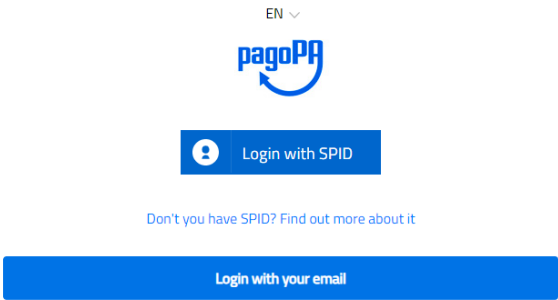 EN
pagoPA
Login with SPID
Don't you have SPID? Find out more about it
Login with your email